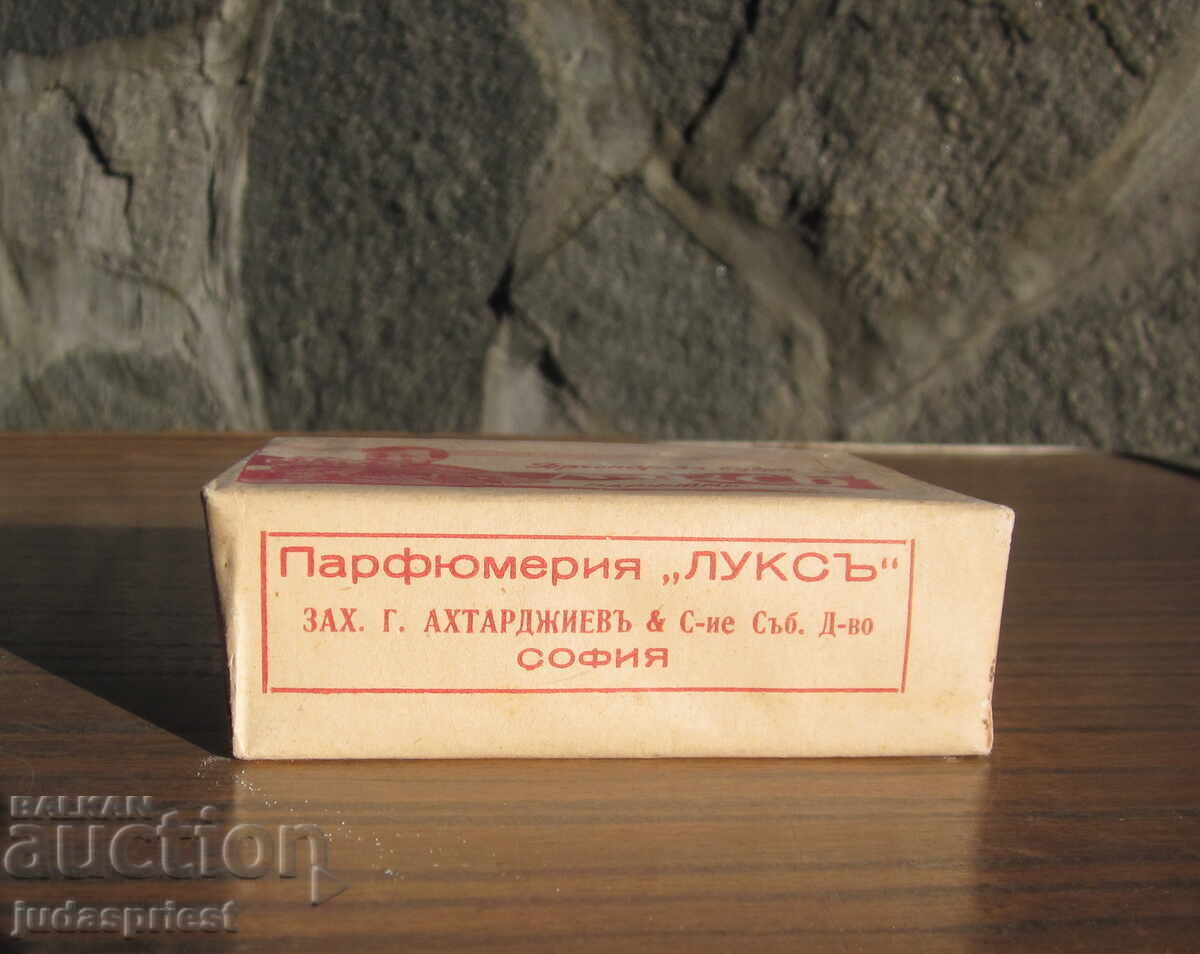 Парфюмерия „ЛУКСЪ“
ЗАХ. Г. АХТАРДЖИЕВЪ & С-ие Съб. Д-во
СОФИЯ
BALKAN
auction
judaspriest